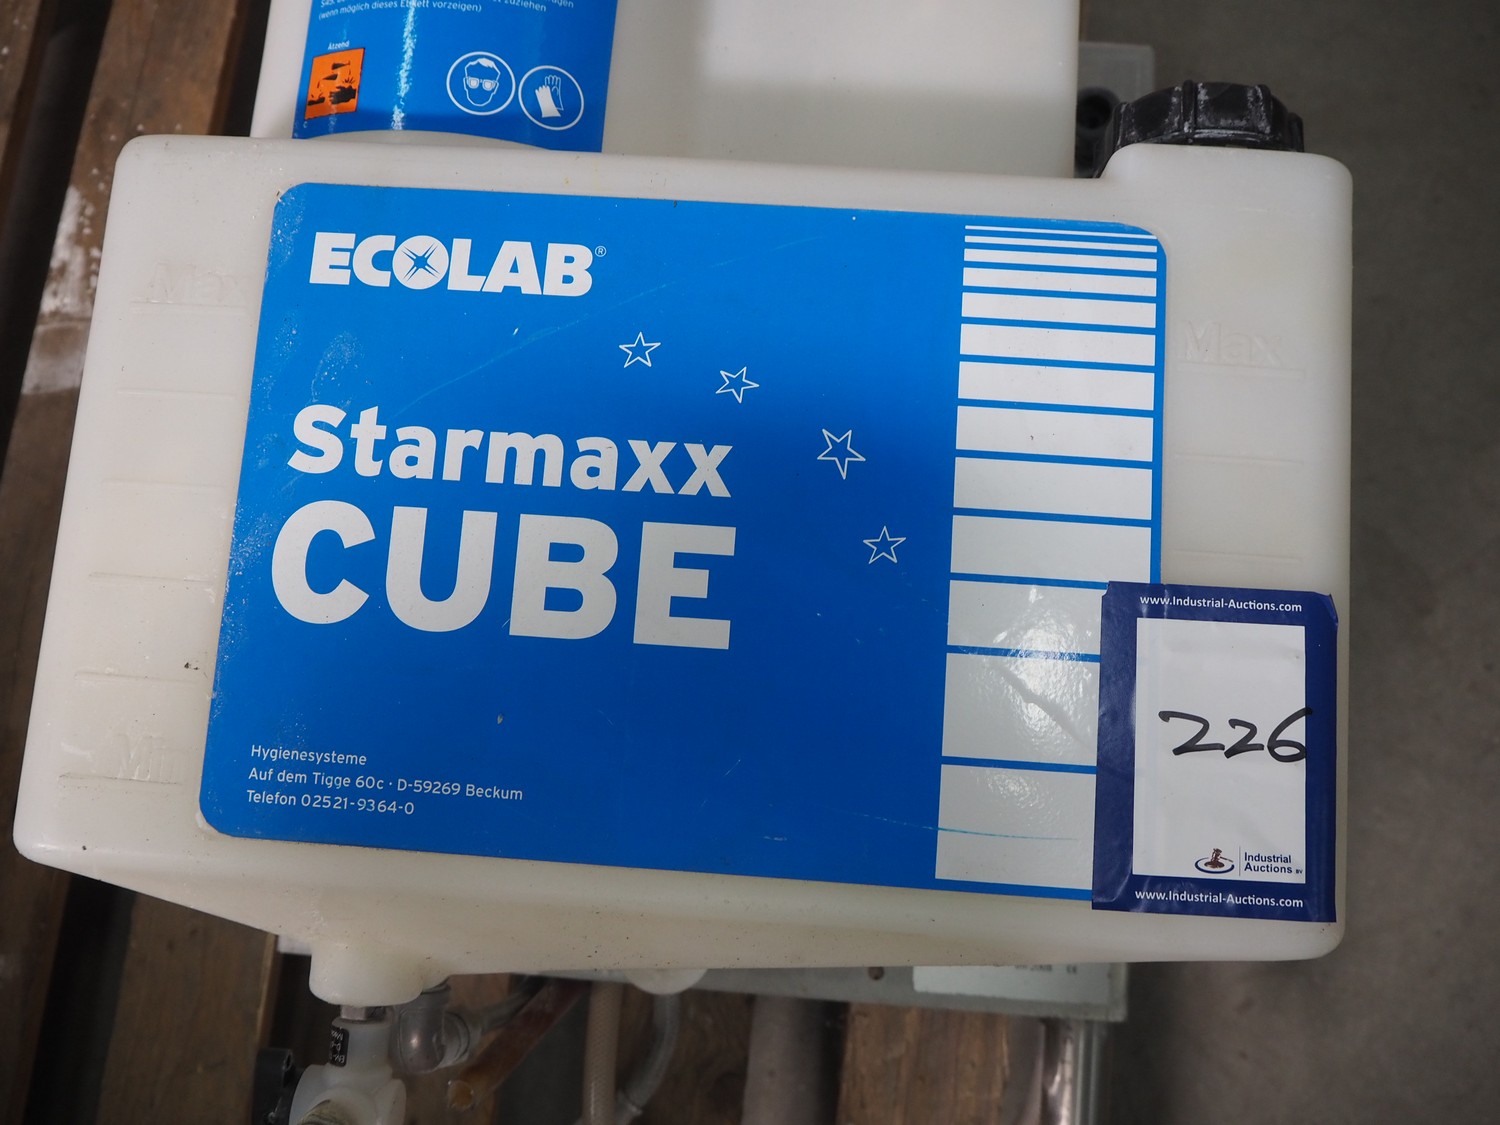 (wenn möglich dieses Etikett vorzeigen)
Ätzend
ECOLAB®
Max
Max
Starmaxx
CUBE
Min
Hygienesysteme
Auf dem Tigge 60c · D-59269 Beckum
Telefon 02521-9364-0
www.Industrial-Auctions.com
226
Industrial
Auctions BV
www.Industrial-Auctions.com